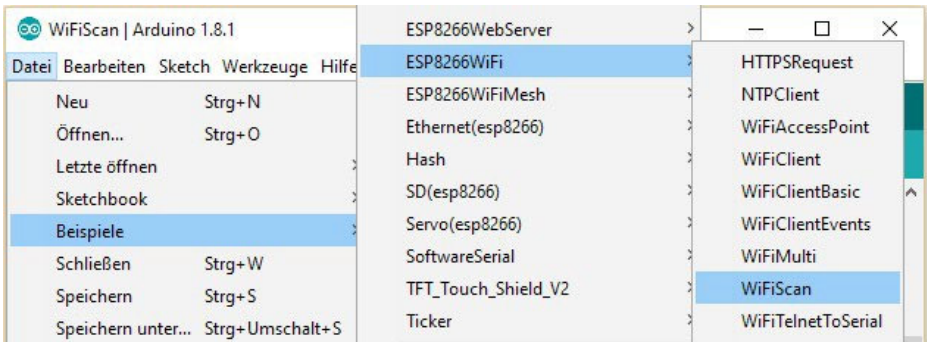 WiFiScan | Arduino 1.8.1
Datei Bearbeiten Sketch Werkzeuge Hilfe
Neu Strg+N
Öffnen... Strg+O
Letzte öffnen
Sketchbook
Beispiele
Schließen Strg+W
Speichern Strg+S
Speichern unter... Strg+Umschalt+S
ESP8266WebServer
ESP8266WiFi
ESP8266WiFiMesh
Ethernet(esp8266)
Hash
SD(esp8266)
Servo(esp8266)
SoftwareSerial
TFT_Touch_Shield_V2
Ticker
HTTPSRequest
NTPClient
WiFiAccessPoint
WiFiClient
WiFiClientBasic
WiFiClientEvents
WiFiMulti
WiFiScan
WiFiTelnetToSerial